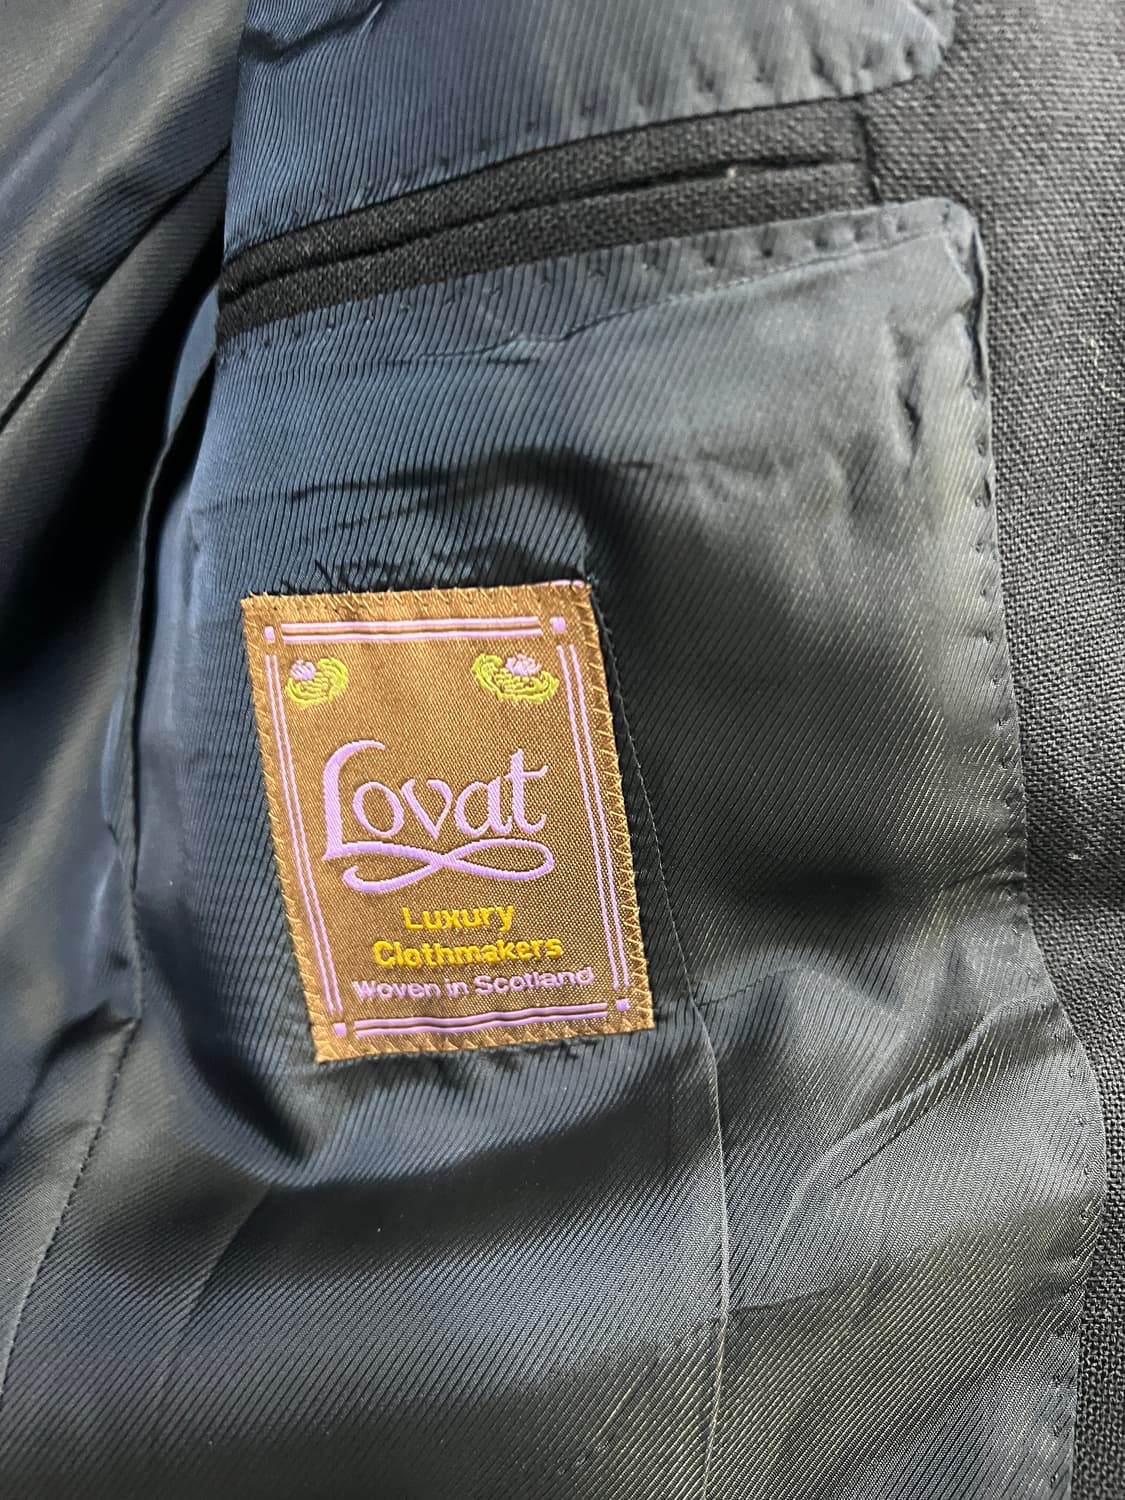 Lovat
Luxury
Clothmakers
Woven in Scotland